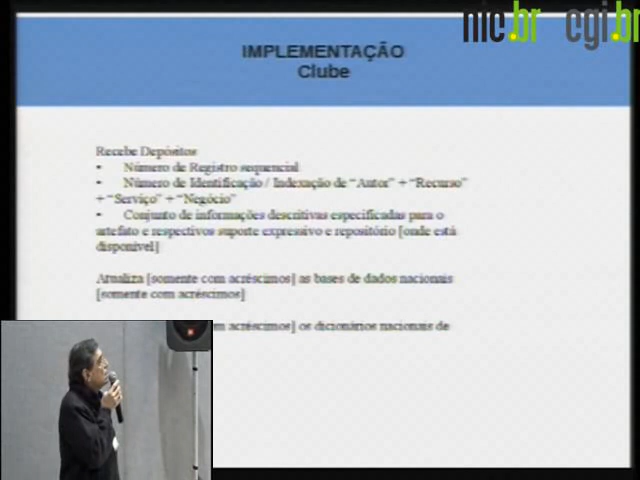 nic.br cgi.br
IMPLEMENTAÇÃO
Clube
Recebe Depósitos
• Número de Registro sequencial
• Número de Identificação / Indexação de “Autor” + “Recurso”
+ “Serviço” + “Negócio”
• Conjunto de informações descritivas especificadas para o
artefato e respectivos suporte expressivo e repositório [onde está
disponível]
Atualiza [somente com acréscimos] as bases de dados nacionais
[somente com acréscimos]
com acréscimos] os dicionários nacionais de